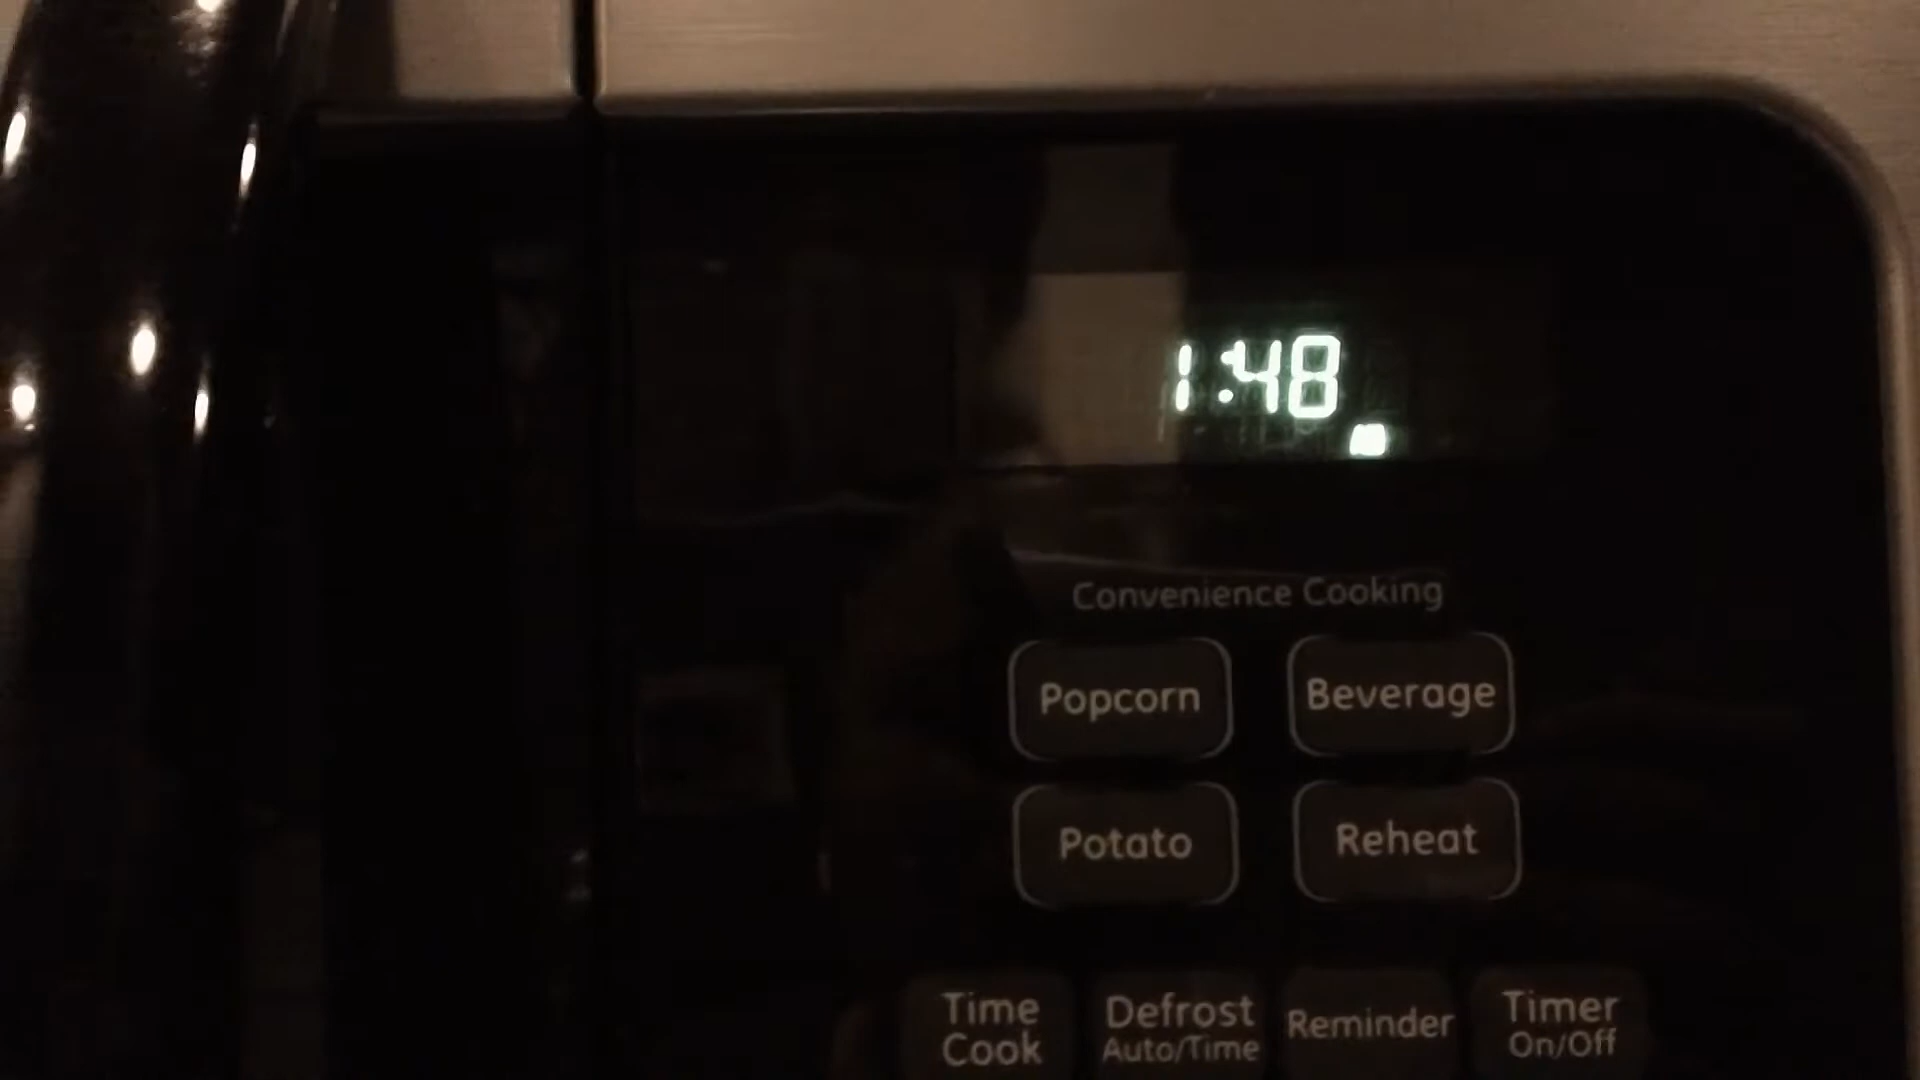 1:48
Convenience Cooking
Popcorn Beverage
Potato Reheat
Time Cook
Defrost Auto/Time
Reminder
Timer On/Off